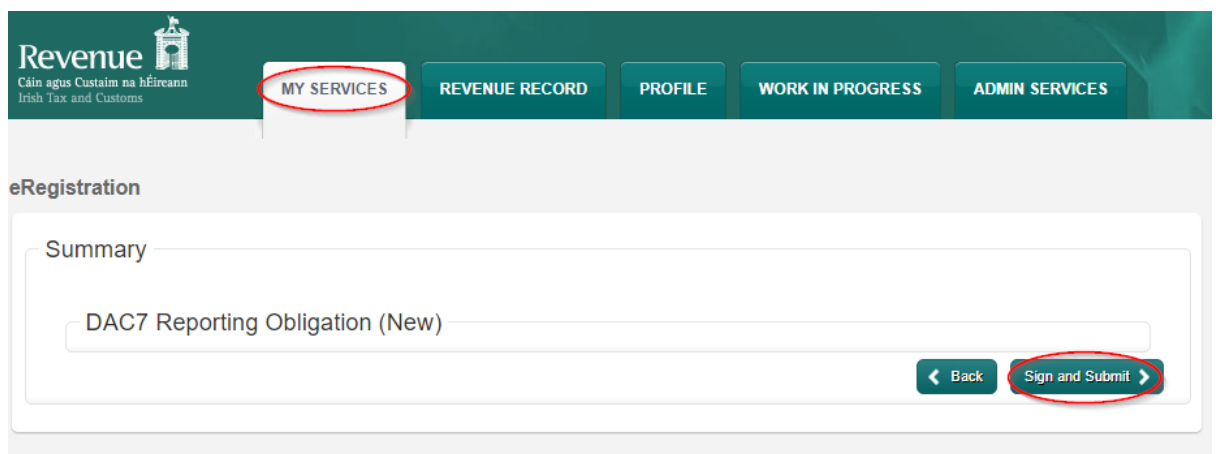 Revenue
Cáin agus Custaim na hÉireann
Irish Tax and Customs
MY SERVICES
REVENUE RECORD
PROFILE
WORK IN PROGRESS
ADMIN SERVICES
eRegistration
Summary
DAC7 Reporting Obligation (New)
Back
Sign and Submit